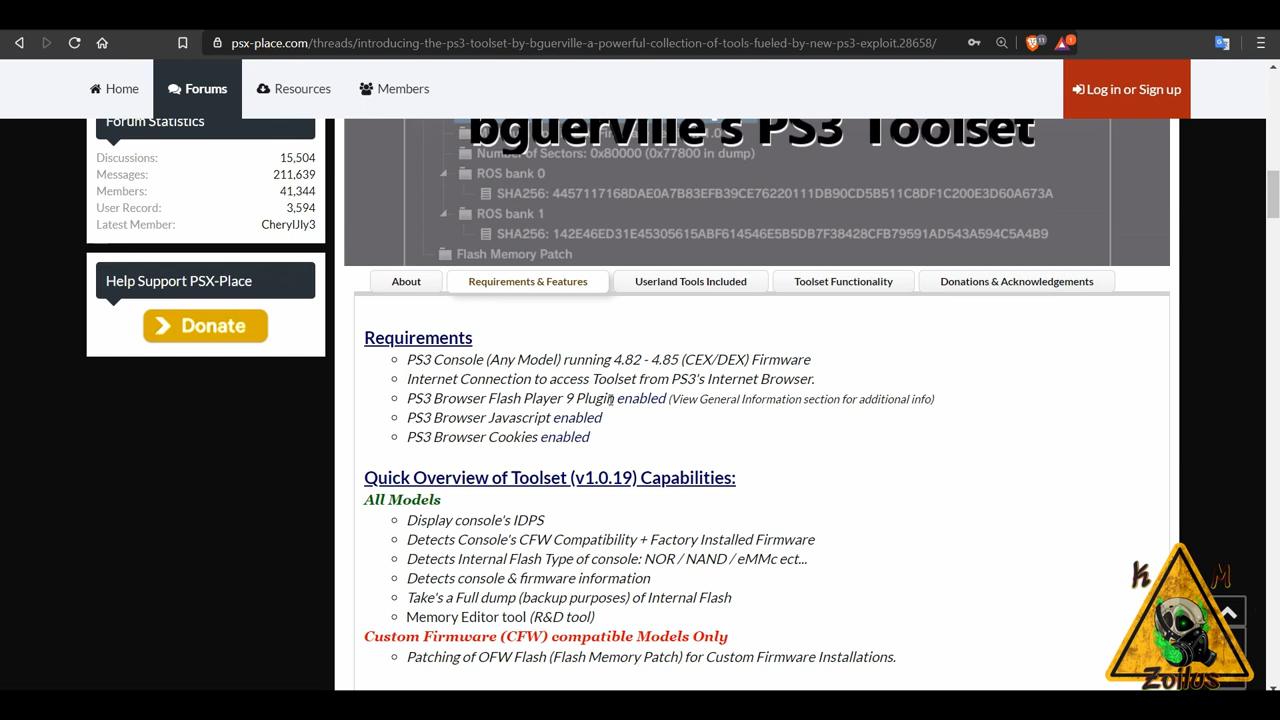 psx-place.com/threads/introducing-the-ps3-toolset-by-bguerville-a-powerful-collection-of-tools-fueled-by-new-ps3-exploit.28658/
11
1
Home
Forums
Resources
Members
Log in or Sign up
Forum Statistics
Discussions: 15,504
Messages: 211,639
Members: 41,344
User Record: 3,594
Latest Member: CherylJly3
Help Support PSX-Place
Donate
bguerville's PS3 Toolset
Number of Sectors: 0x80000 (0x77800 in dump)
ROS bank 0
SHA256: 4457117168DAE0A7B83EFB39CE76220111DB90CD5B511C8DF1C200E3D60A673A
ROS bank 1
SHA256: 142E46ED31E45305615ABF614546E5B5DB7F38428CFB79591AD543A594C5A4B9
Flash Memory Patch
About
Requirements & Features
Userland Tools Included
Toolset Functionality
Donations & Acknowledgements
Requirements
PS3 Console (Any Model) running 4.82 - 4.85 (CEX/DEX) Firmware
Internet Connection to access Toolset from PS3's Internet Browser.
PS3 Browser Flash Player 9 Plugin enabled (View General Information section for additional info)
PS3 Browser Javascript enabled
PS3 Browser Cookies enabled
Quick Overview of Toolset (v1.0.19) Capabilities:
All Models
Display console's IDPS
Detects Console's CFW Compatibility + Factory Installed Firmware
Detects Internal Flash Type of console: NOR / NAND / eMMc ect...
Detects console & firmware information
Take's a Full dump (backup purposes) of Internal Flash
Memory Editor tool (R&D tool)
Custom Firmware (CFW) compatible Models Only
Patching of OFW Flash (Flash Memory Patch) for Custom Firmware Installations.
K M
Zoilus